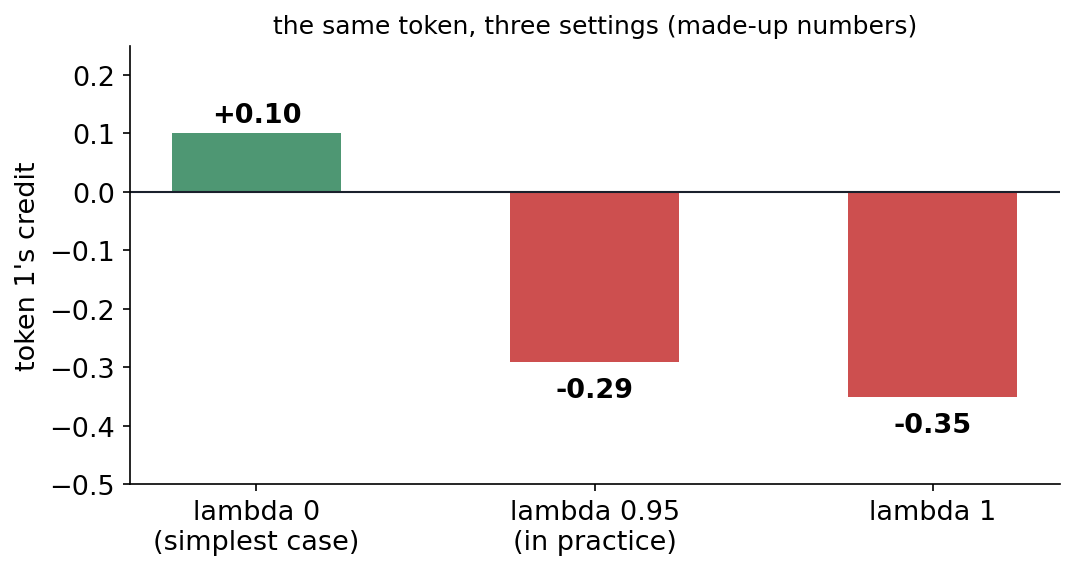 the same token, three settings (made-up numbers)
token 1's credit
0.2
0.1
0.0
−0.1
−0.2
−0.3
−0.4
−0.5
+0.10
-0.29
-0.35
lambda 0
(simplest case)
lambda 0.95
(in practice)
lambda 1